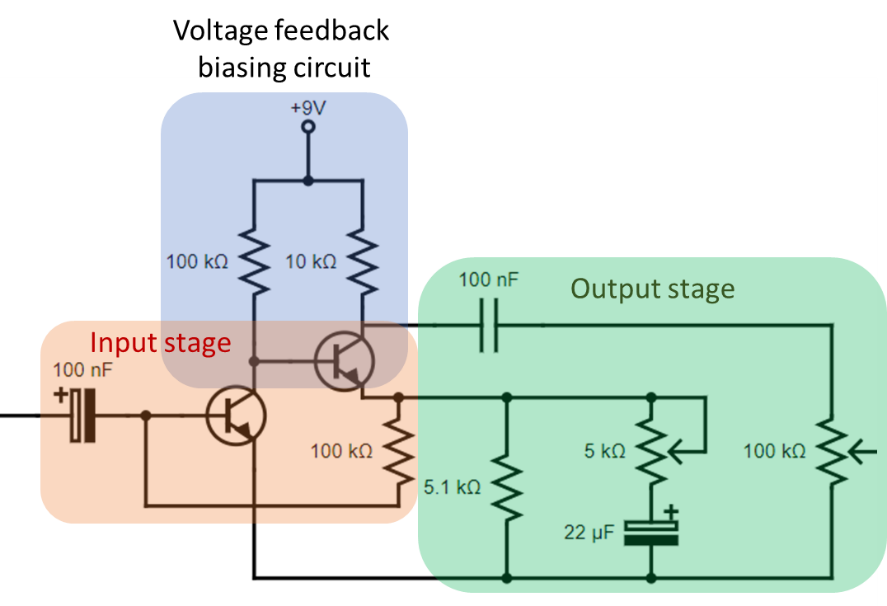 Voltage feedback
biasing circuit
+9V
100 kΩ
10 kΩ
100 nF
Output stage
Input stage
100 nF
+
100 kΩ
5 kΩ
100 kΩ
5.1 kΩ
+
22 µF